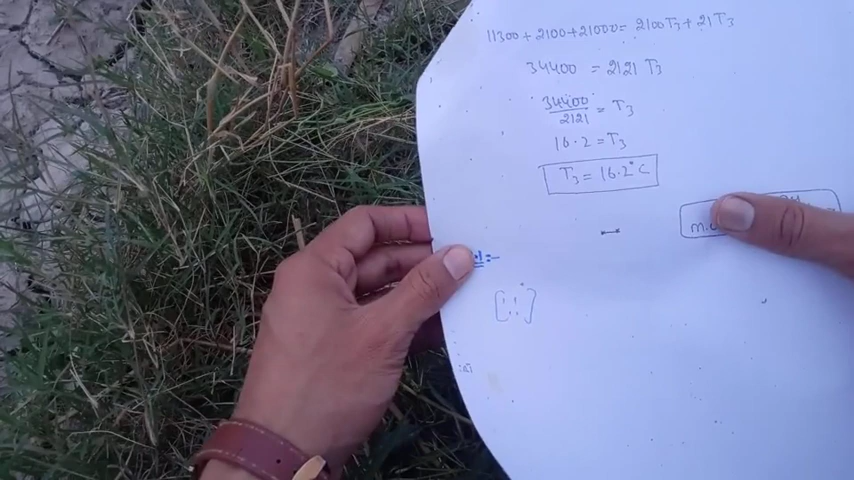 11300 + 2100 + 21000 = 2100 T₃ + 21 T₃
34400 = 2121 T₃
34400/2121 = T₃
16.2 = T₃
T₃ = 16.2°C